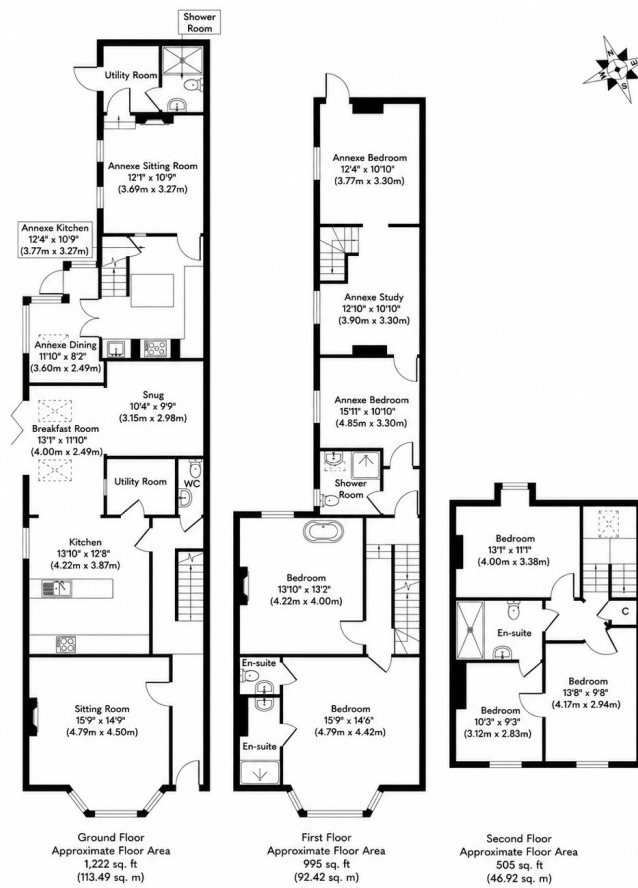 Shower
Room
N
E
S
W
Utility Room
Annexe Sitting Room
12'1" x 10'9"
(3.69m x 3.27m)
Annexe Kitchen
12'4" x 10'9"
(3.77m x 3.27m)
Annexe Dining
11'10" x 8'2"
(3.60m x 2.49m)
Snug
10'4" x 9'9"
(3.15m x 2.98m)
Breakfast Room
13'1" x 11'10"
(4.00m x 2.49m)
Utility Room
WC
Kitchen
13'10" x 12'8"
(4.22m x 3.87m)
Sitting Room
15'9" x 14'9"
(4.79m x 4.50m)
Ground Floor
Approximate Floor Area
1,222 sq. ft
(113.49 sq. m)
Annexe Bedroom
12'4" x 10'10"
(3.77m x 3.30m)
Annexe Study
12'10" x 10'10"
(3.90m x 3.30m)
Annexe Bedroom
15'11" x 10'10"
(4.85m x 3.30m)
Shower
Room
Bedroom
13'10" x 13'2"
(4.22m x 4.00m)
En-suite
Bedroom
15'9" x 14'6"
(4.79m x 4.42m)
En-suite
First Floor
Approximate Floor Area
995 sq. ft
(92.42 sq. m)
Bedroom
13'1" x 11'1"
(4.00m x 3.38m)
C
En-suite
Bedroom
13'8" x 9'8"
(4.17m x 2.94m)
Bedroom
10'3" x 9'3"
(3.12m x 2.83m)
Second Floor
Approximate Floor Area
505 sq. ft
(46.92 sq. m)